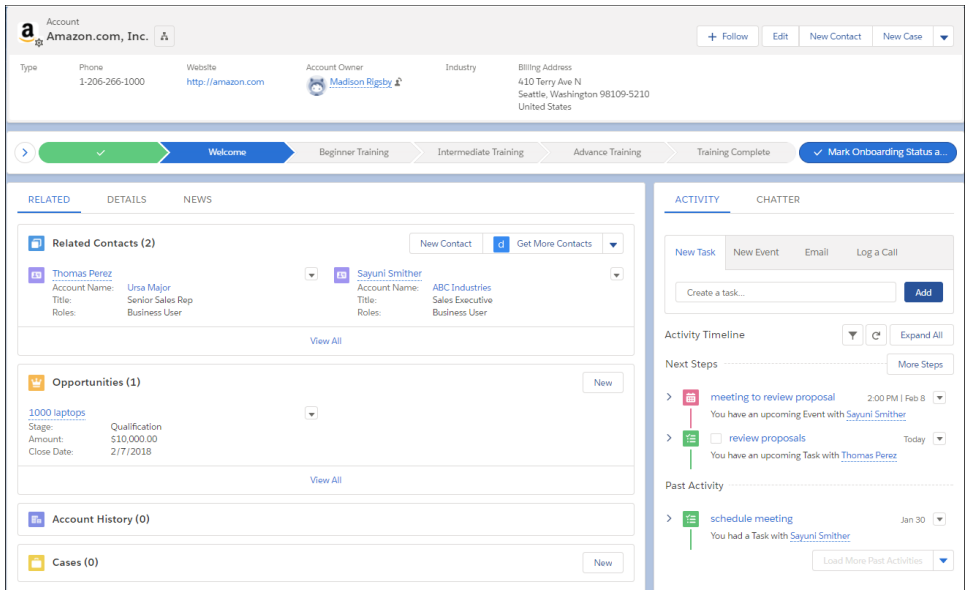 Account
Amazon.com, Inc.
+ Follow
Edit
New Contact
New Case
Type
Phone
1-206-266-1000
Website
http://amazon.com
Account Owner
Madison Rigsby
Industry
Billing Address
410 Terry Ave N
Seattle, Washington 98109-5210
United States
Welcome
Beginner Training
Intermediate Training
Advance Training
Training Complete
Mark Onboarding Status a...
RELATED
DETAILS
NEWS
Related Contacts (2)
New Contact
d Get More Contacts
Thomas Perez
Account Name: Ursa Major
Title: Senior Sales Rep
Roles: Business User
Sayuni Smither
Account Name: ABC Industries
Title: Sales Executive
Roles: Business User
View All
Opportunities (1)
New
1000 laptops
Stage: Qualification
Amount: $10,000.00
Close Date: 2/7/2018
View All
Account History (0)
Cases (0)
New
ACTIVITY
CHATTER
New Task
New Event
Email
Log a Call
Create a task...
Add
Activity Timeline
Expand All
Next Steps
More Steps
meeting to review proposal
2:00 PM | Feb 8
You have an upcoming Event with Sayuni Smither
review proposals
Today
You have an upcoming Task with Thomas Perez
Past Activity
schedule meeting
Jan 30
You had a Task with Sayuni Smither
Load More Past Activities